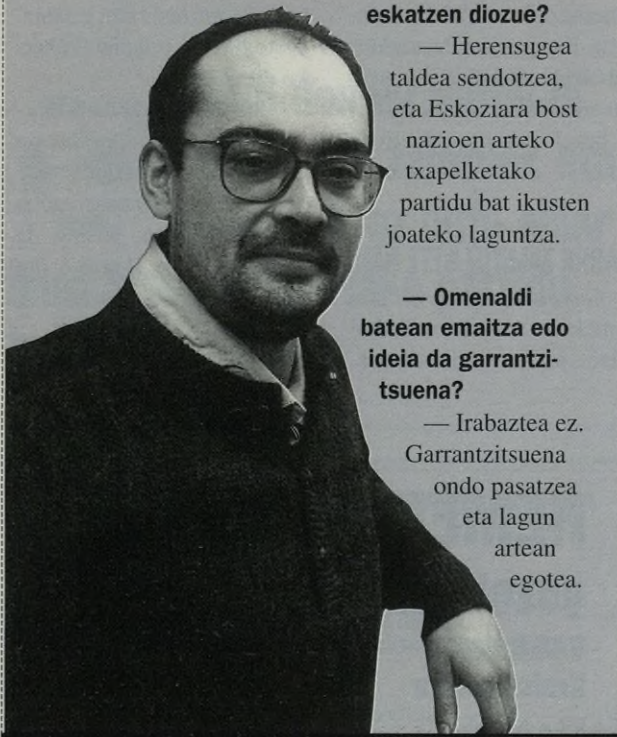 eskatzen diozue?
— Herensugea
taldea sendotzea,
eta Eskoziara bost
nazioen arteko
txapelketako
partidu bat ikusten
joateko laguntza.
— Omenaldi
batean emaitza edo
ideia da garrantzi-
tsuena?
— Irabaztea ez.
Garrantzitsuena
ondo pasatzea
eta lagun
artean
egotea.